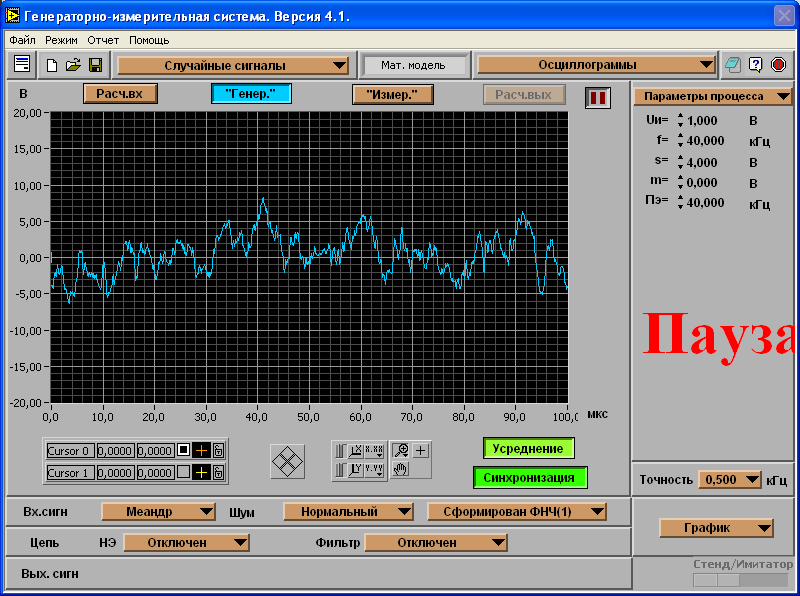 Генераторно-измерительная система. Версия 4.1.
Файл Режим Отчет Помощь
Случайные сигналы Мат. модель Осциллограммы
В Расч.вх "Генер." "Измер." Расч.вых
Параметры процесса
Uи= 1,000 В
f= 40,000 кГц
s= 4,000 В
m= 0,000 В
Пэ= 40,000 кГц
20,00
15,00
10,00
5,00
0,00
-5,00
-10,00
-15,00
-20,00
0,0 10,0 20,0 30,0 40,0 50,0 60,0 70,0 80,0 90,0 100,0 мкс
Пауза
Cursor 0 0,0000 0,0000
Cursor 1 0,0000 0,0000
X X.XX
Y Y.YY
Усреднение
Синхронизация
Точность 0,500 кГц
Вх.сигн Меандр Шум Нормальный Сформирован ФНЧ(1)
График
Цепь НЭ Отключен Фильтр Отключен
Стенд/Имитатор
Вых. сигн